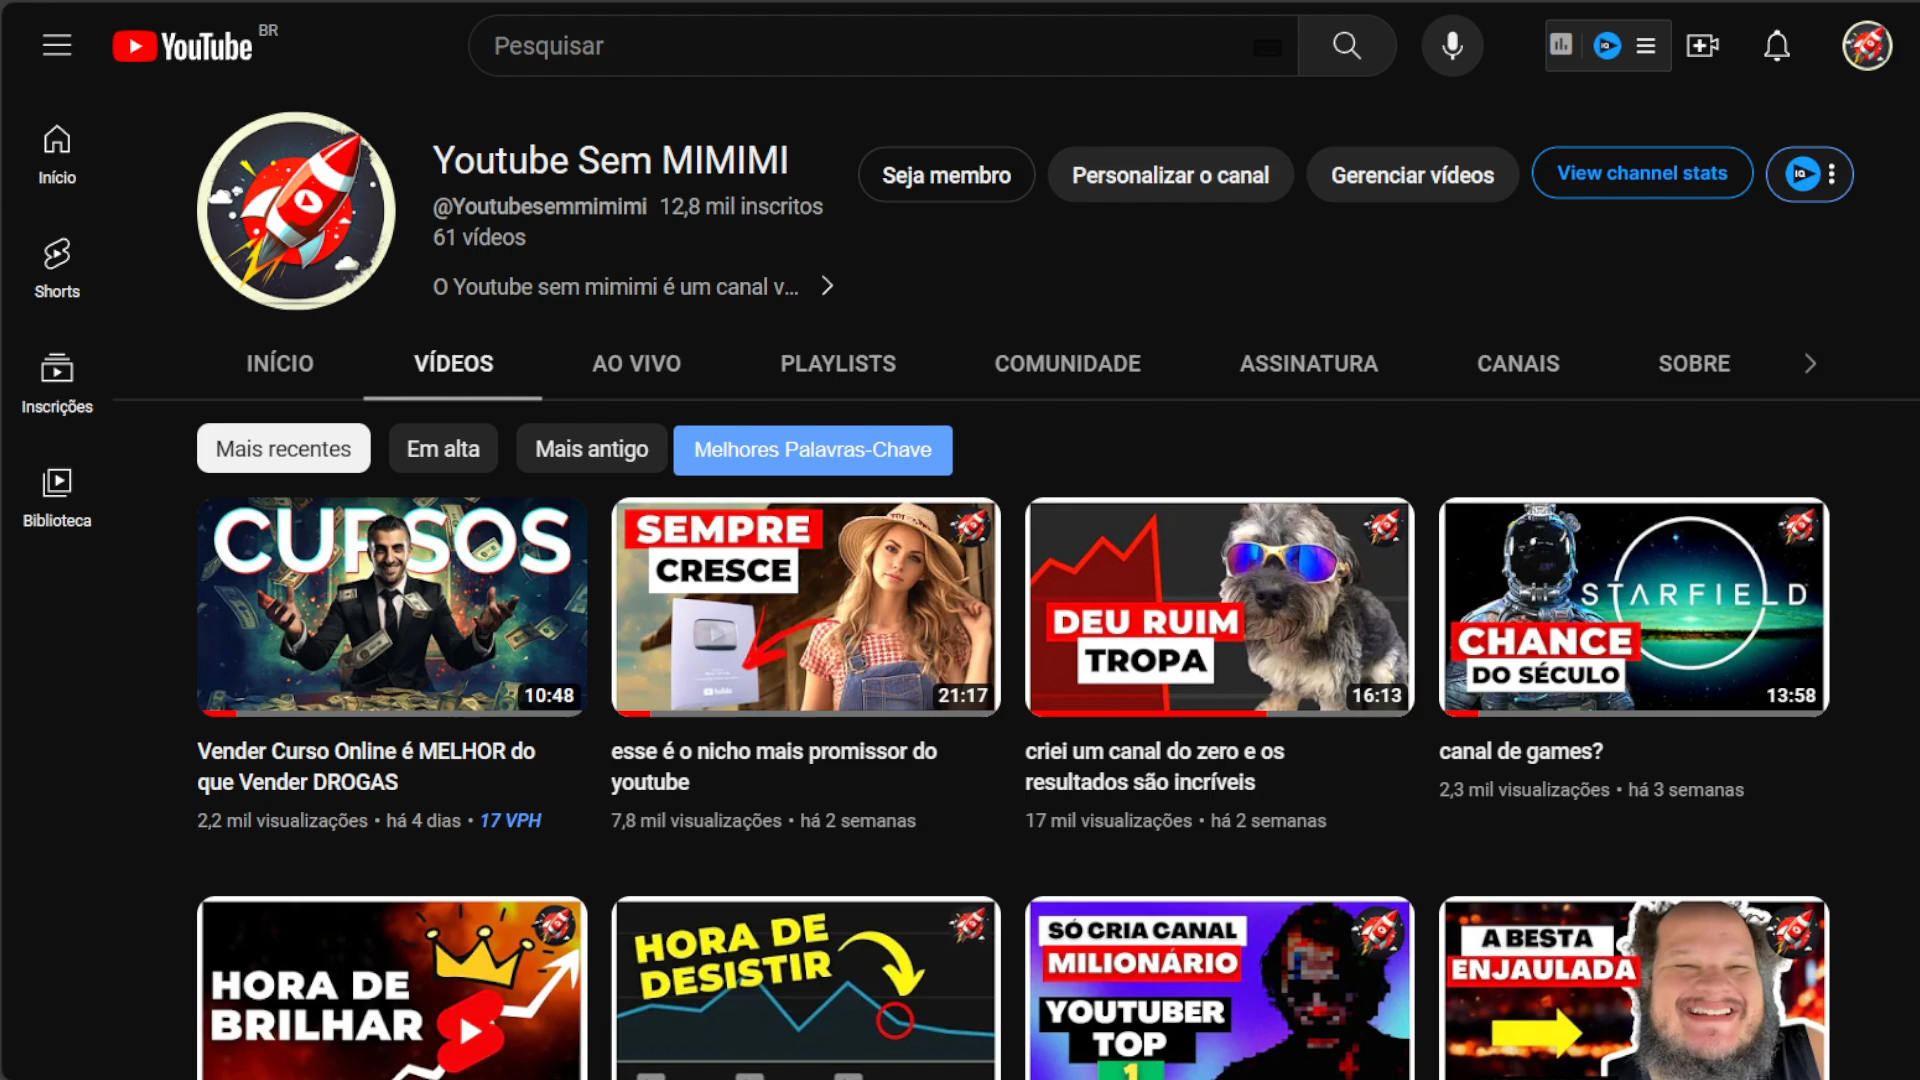 YouTube BR
Pesquisar
Início
Shorts
Inscrições
Biblioteca
Youtube Sem MIMIMI
@Youtubesemmimimi 12,8 mil inscritos
61 vídeos
O Youtube sem mimimi é um canal v...
Seja membro
Personalizar o canal
Gerenciar vídeos
View channel stats
IQ
INÍCIO
VÍDEOS
AO VIVO
PLAYLISTS
COMUNIDADE
ASSINATURA
CANAIS
SOBRE
Mais recentes
Em alta
Mais antigo
Melhores Palavras-Chave
CURSOS
10:48
Vender Curso Online é MELHOR do
que Vender DROGAS
2,2 mil visualizações • há 4 dias • 17 VPH
SEMPRE
CRESCE
YouTube
21:17
esse é o nicho mais promissor do
youtube
7,8 mil visualizações • há 2 semanas
DEU RUIM
TROPA
16:13
criei um canal do zero e os
resultados são incríveis
17 mil visualizações • há 2 semanas
STARFIELD
CHANCE
DO SÉCULO
13:58
canal de games?
2,3 mil visualizações • há 3 semanas
HORA DE
BRILHAR
HORA DE
DESISTIR
SÓ CRIA CANAL
MILIONÁRIO
YOUTUBER
TOP
1
A BESTA
ENJAULADA